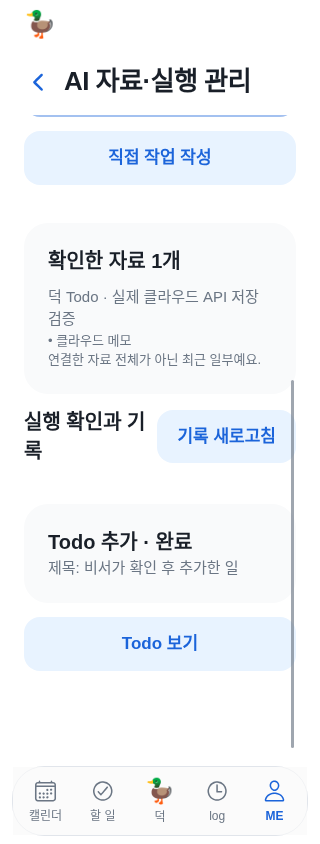 AI 자료·실행 관리
직접 작업 작성
확인한 자료 1개
덕 Todo · 실제 클라우드 API 저장
검증
• 클라우드 메모
연결한 자료 전체가 아닌 최근 일부예요.
실행 확인과 기
록
기록 새로고침
Todo 추가 · 완료
제목: 비서가 확인 후 추가한 일
Todo 보기
캘린더
할 일
덕
log
ME